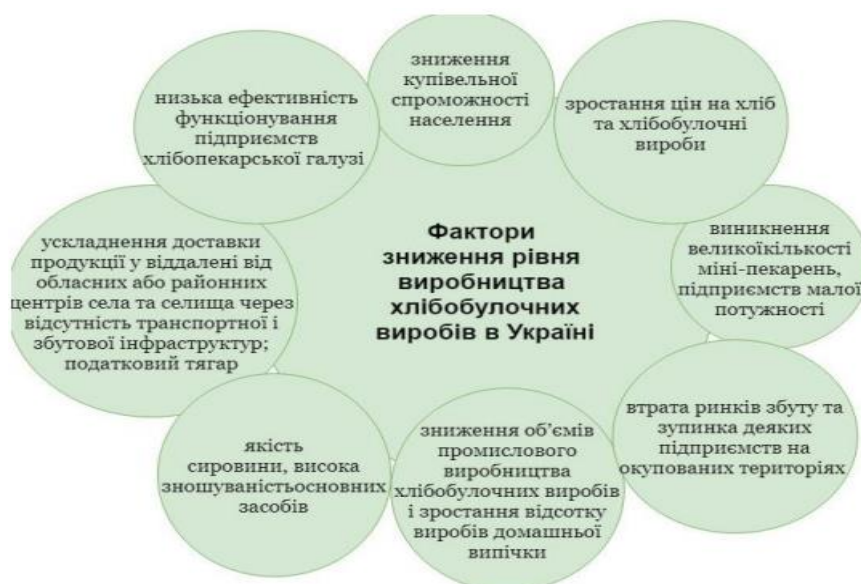 зниження
купівельної
спроможності
населення
зростання цін на хліб
та хлібобулочні
вироби
виникнення
великоїкількості
міні-пекарень,
підприємств малої
потужності
втрата ринків збуту та
зупинка деяких
підприємств на
окупованих територіях
зниження об’ємів
промислового
виробництва
хлібобулочних виробів
і зростання відсотку
виробів домашньої
випічки
якість
сировини, висока
зношуваністьосновних
засобів
ускладнення доставки
продукції у віддалені від
обласних або районних
центрів села та селища через
відсутність транспортної і
збутової інфраструктур;
податковий тягар
низька ефективність
функціонування
підприємств
хлібопекарської галузі
Фактори
зниження рівня
виробництва
хлібобулочних
виробів в Україні